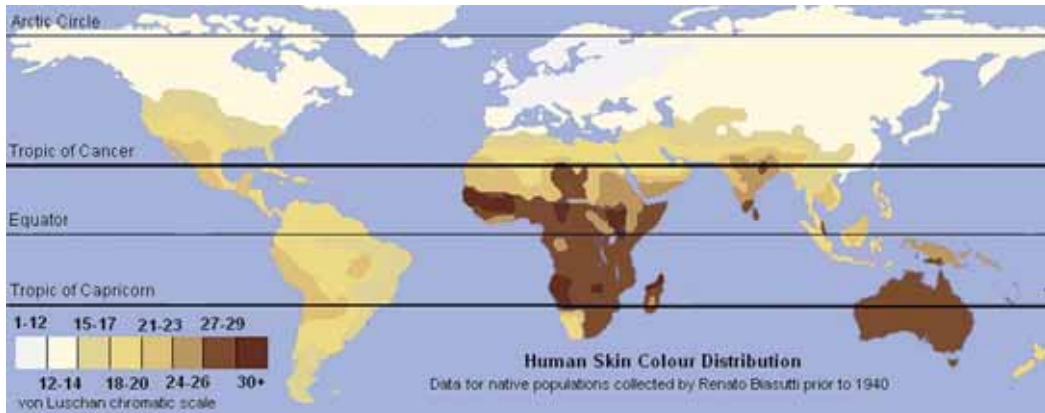 Arctic Circle
Tropic of Cancer
Equator
Tropic of Capricorn
1-12 15-17 21-23 27-29
12-14 18-20 24-26 30+
von Luschan chromatic scale
Human Skin Colour Distribution
Data for native populations collected by Renato Biasutti prior to 1940